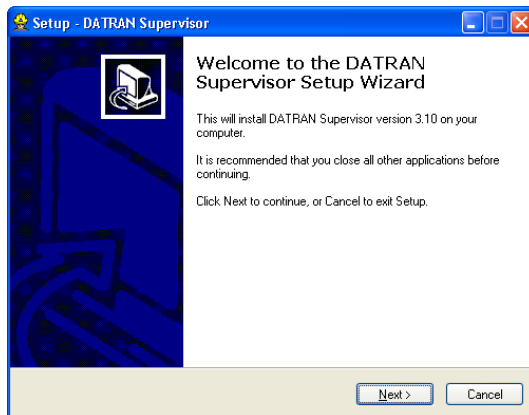 Setup - DATRAN Supervisor
Welcome to the DATRAN
Supervisor Setup Wizard
This will install DATRAN Supervisor version 3.10 on your
computer.
It is recommended that you close all other applications before
continuing.
Click Next to continue, or Cancel to exit Setup.
Next >
Cancel